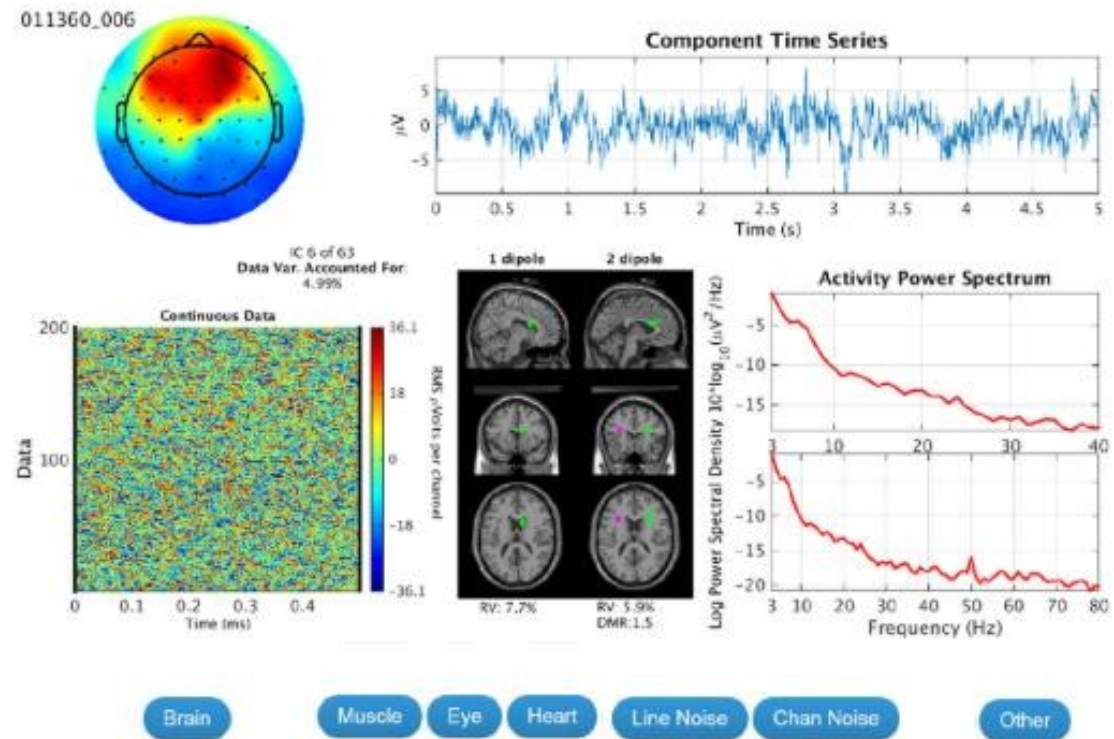 011360_006
Component Time Series
μV
5
0
-5
0 0.5 1 1.5 2 2.5 3 3.5 4 4.5 5
Time (s)
IC 6 of 63
Data Var. Accounted For:
4.99%
Continuous Data
Data
200
100
0 0.1 0.2 0.3 0.4
Time (ms)
36.1
18
0
-18
-36.1
RMS μVolts per channel
1 dipole 2 dipole
RV: 7.7% RV: 5.9%
DMR:1.5
Activity Power Spectrum
Log Power Spectral Density 10*log10(μV²/Hz)
-5
-10
-15
3 10 20 30 40
-5
-10
-15
-20
3 10 20 30 40 50 60 70 80
Frequency (Hz)
Brain Muscle Eye Heart Line Noise Chan Noise Other